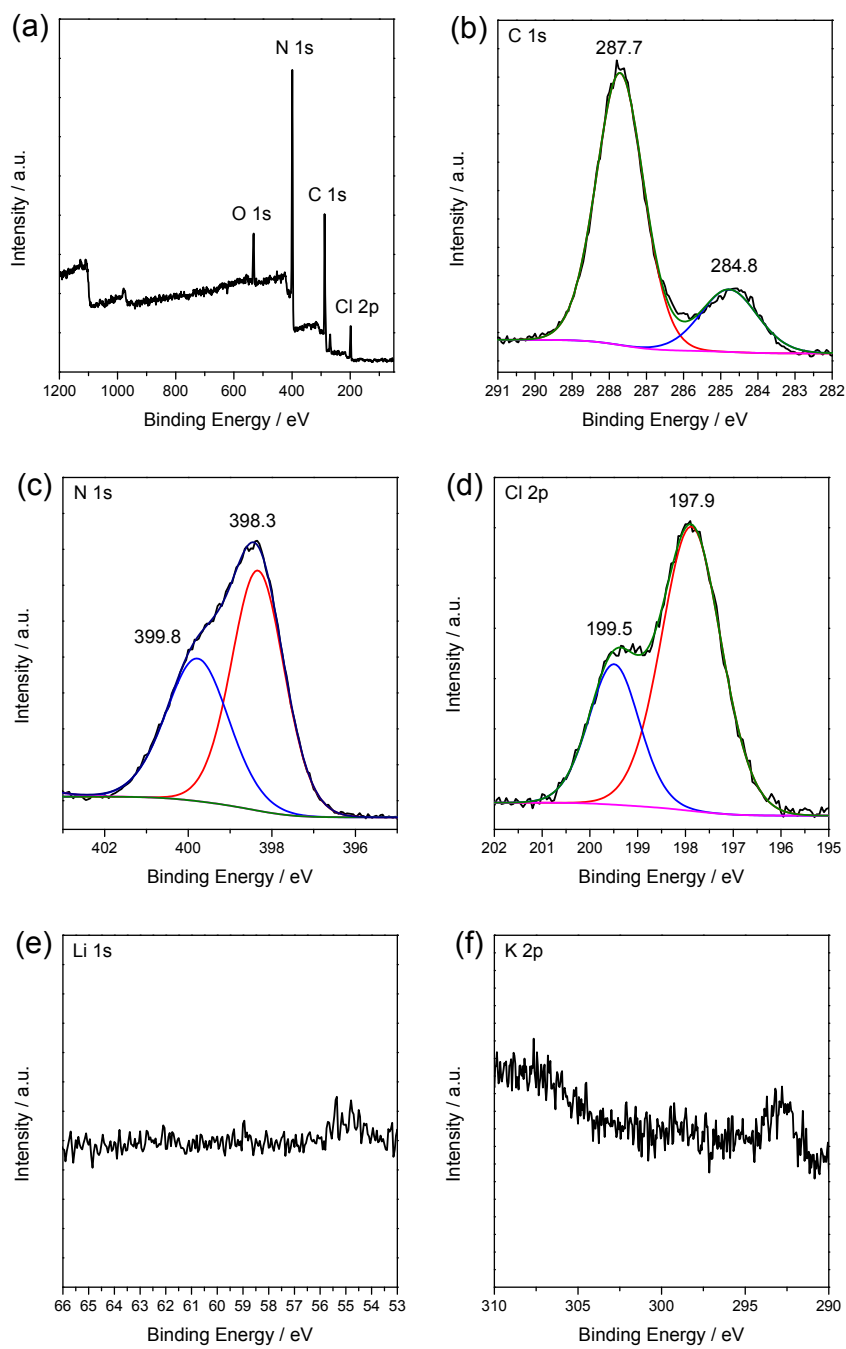 (a)
N 1s
C 1s
O 1s
Cl 2p
Intensity / a.u.
1200 1000 800 600 400 200
Binding Energy / eV
(b)
C 1s
287.7
284.8
Intensity / a.u.
291 290 289 288 287 286 285 284 283 282
Binding Energy / eV
(c)
N 1s
398.3
399.8
Intensity / a.u.
402 400 398 396
Binding Energy / eV
(d)
Cl 2p
197.9
199.5
Intensity / a.u.
202 201 200 199 198 197 196 195
Binding Energy / eV
(e)
Li 1s
Intensity / a.u.
66 65 64 63 62 61 60 59 58 57 56 55 54 53
Binding Energy / eV
(f)
K 2p
Intensity / a.u.
310 305 300 295 290
Binding Energy / eV